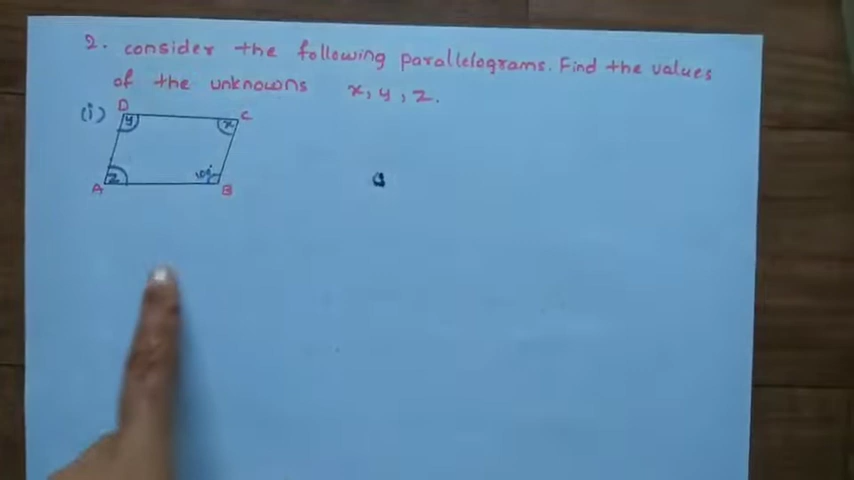 2. consider the following parallelograms. Find the values
of the unknowns x, y, z.
(i) D C
y x
z
A B